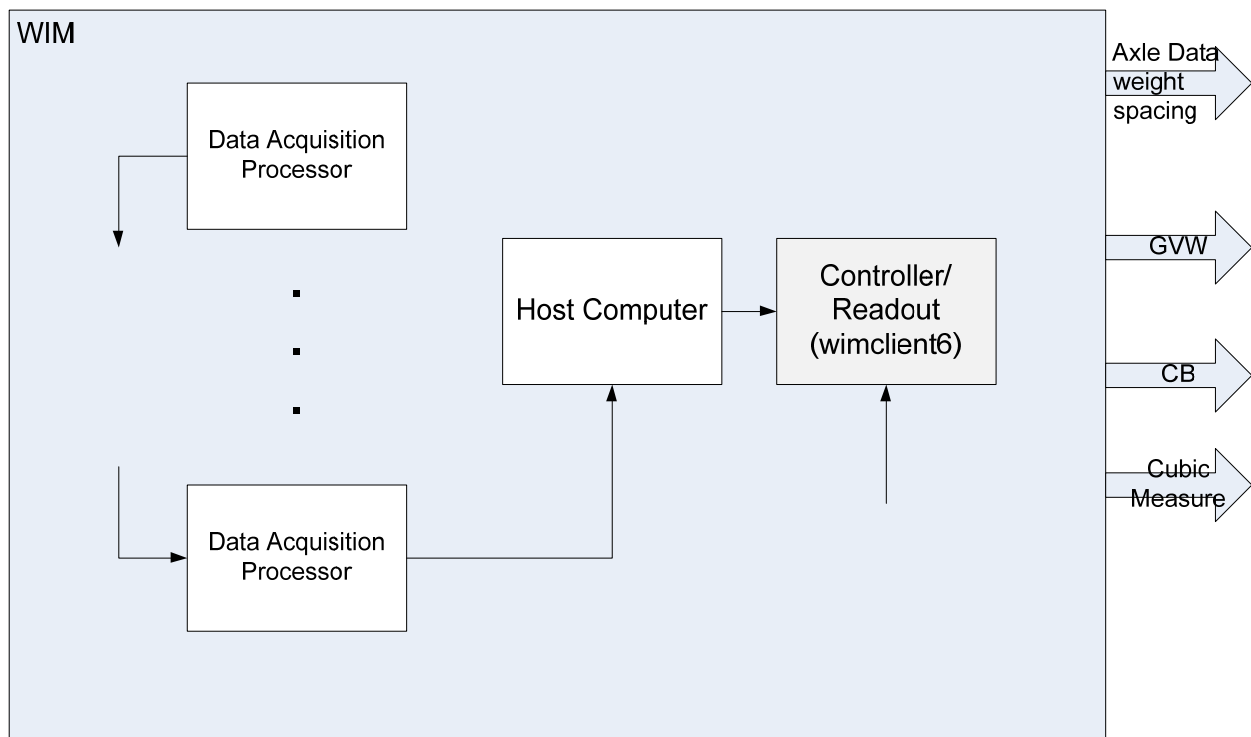 WIM
Data Acquisition
Processor
Host Computer
Controller/
Readout
(wimclient6)
Data Acquisition
Processor
Axle Data
weight
spacing
GVW
CB
Cubic
Measure